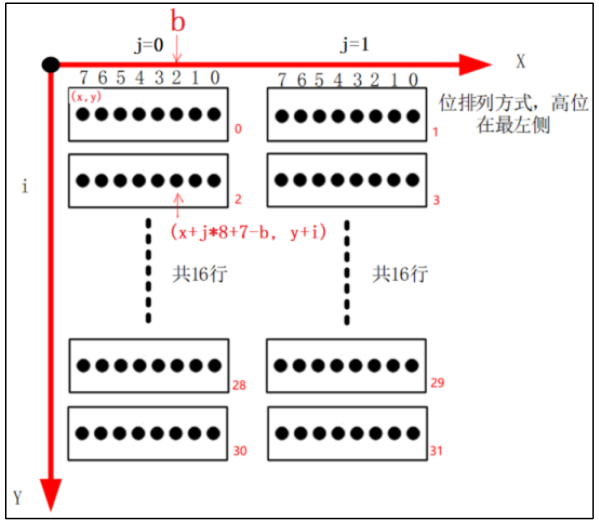 b
j=0
j=1
X
7 6 5 4 3 2 1 0
7 6 5 4 3 2 1 0
(x,y)
0
1
位排列方式，高位
在最左侧
i
2
3
(x+j*8+7-b, y+i)
共16行
共16行
28
29
30
31
Y